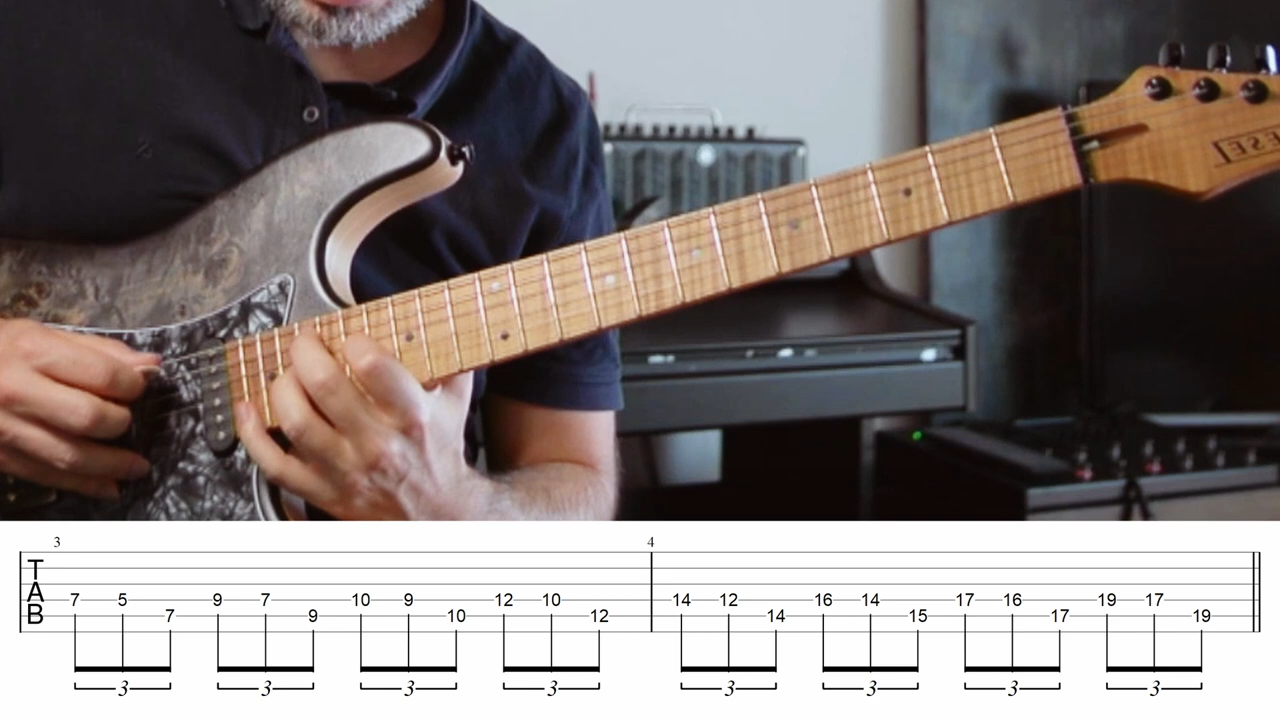 ESE
3 4
T
A
B
7 5 9 7 10 9 12 10 14 12 16 14 17 16 19 17
7 9 10 12 14 15 17 19
3 3 3 3 3 3 3 3